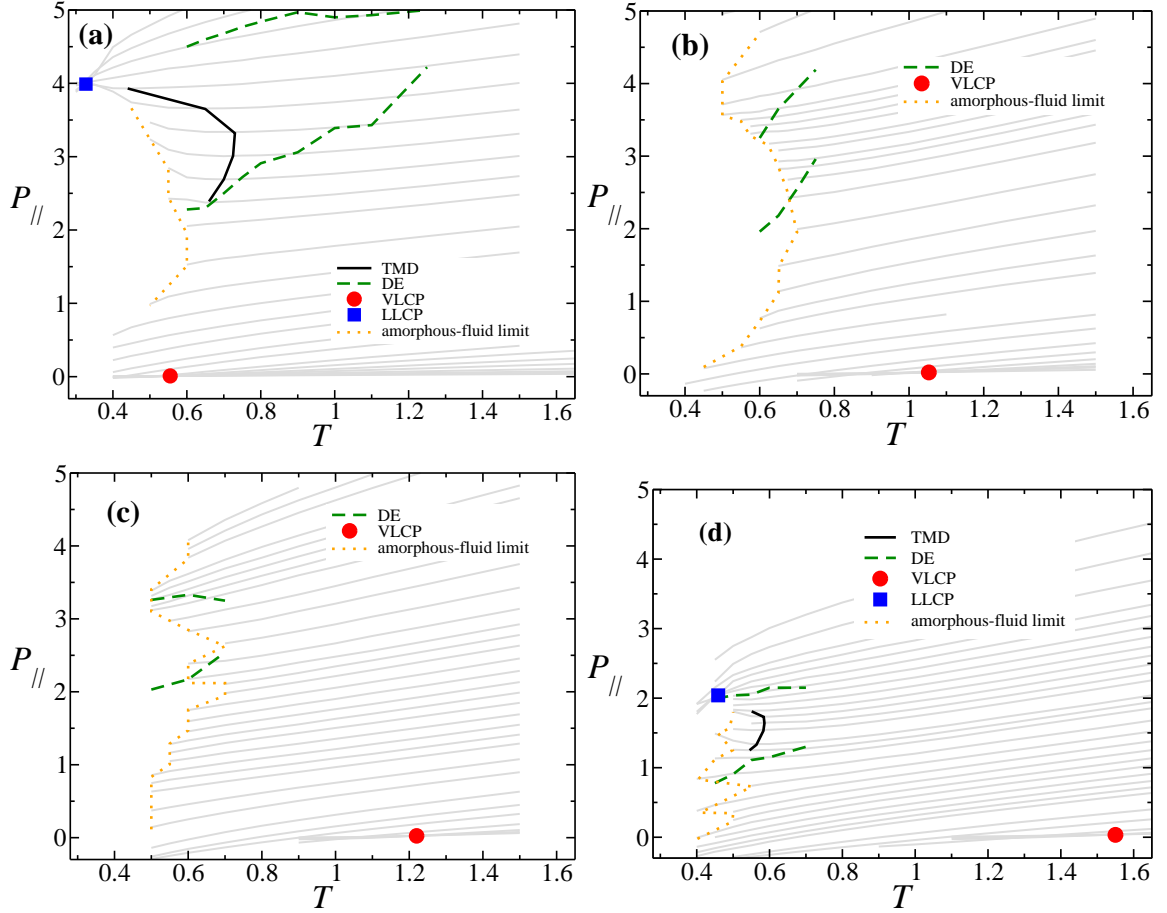 (a)
5
4
3
2
1
0
P//
TMD
DE
VLCP
LLCP
amorphous-fluid limit
0.4 0.6 0.8 1 1.2 1.4 1.6
T
(b)
5
4
3
2
1
0
P//
DE
VLCP
amorphous-fluid limit
0.4 0.6 0.8 1 1.2 1.4 1.6
T
(c)
5
4
3
2
1
0
P//
DE
VLCP
amorphous-fluid limit
0.4 0.6 0.8 1 1.2 1.4 1.6
T
(d)
5
4
3
2
1
0
P//
TMD
DE
VLCP
LLCP
amorphous-fluid limit
0.4 0.6 0.8 1 1.2 1.4 1.6
T